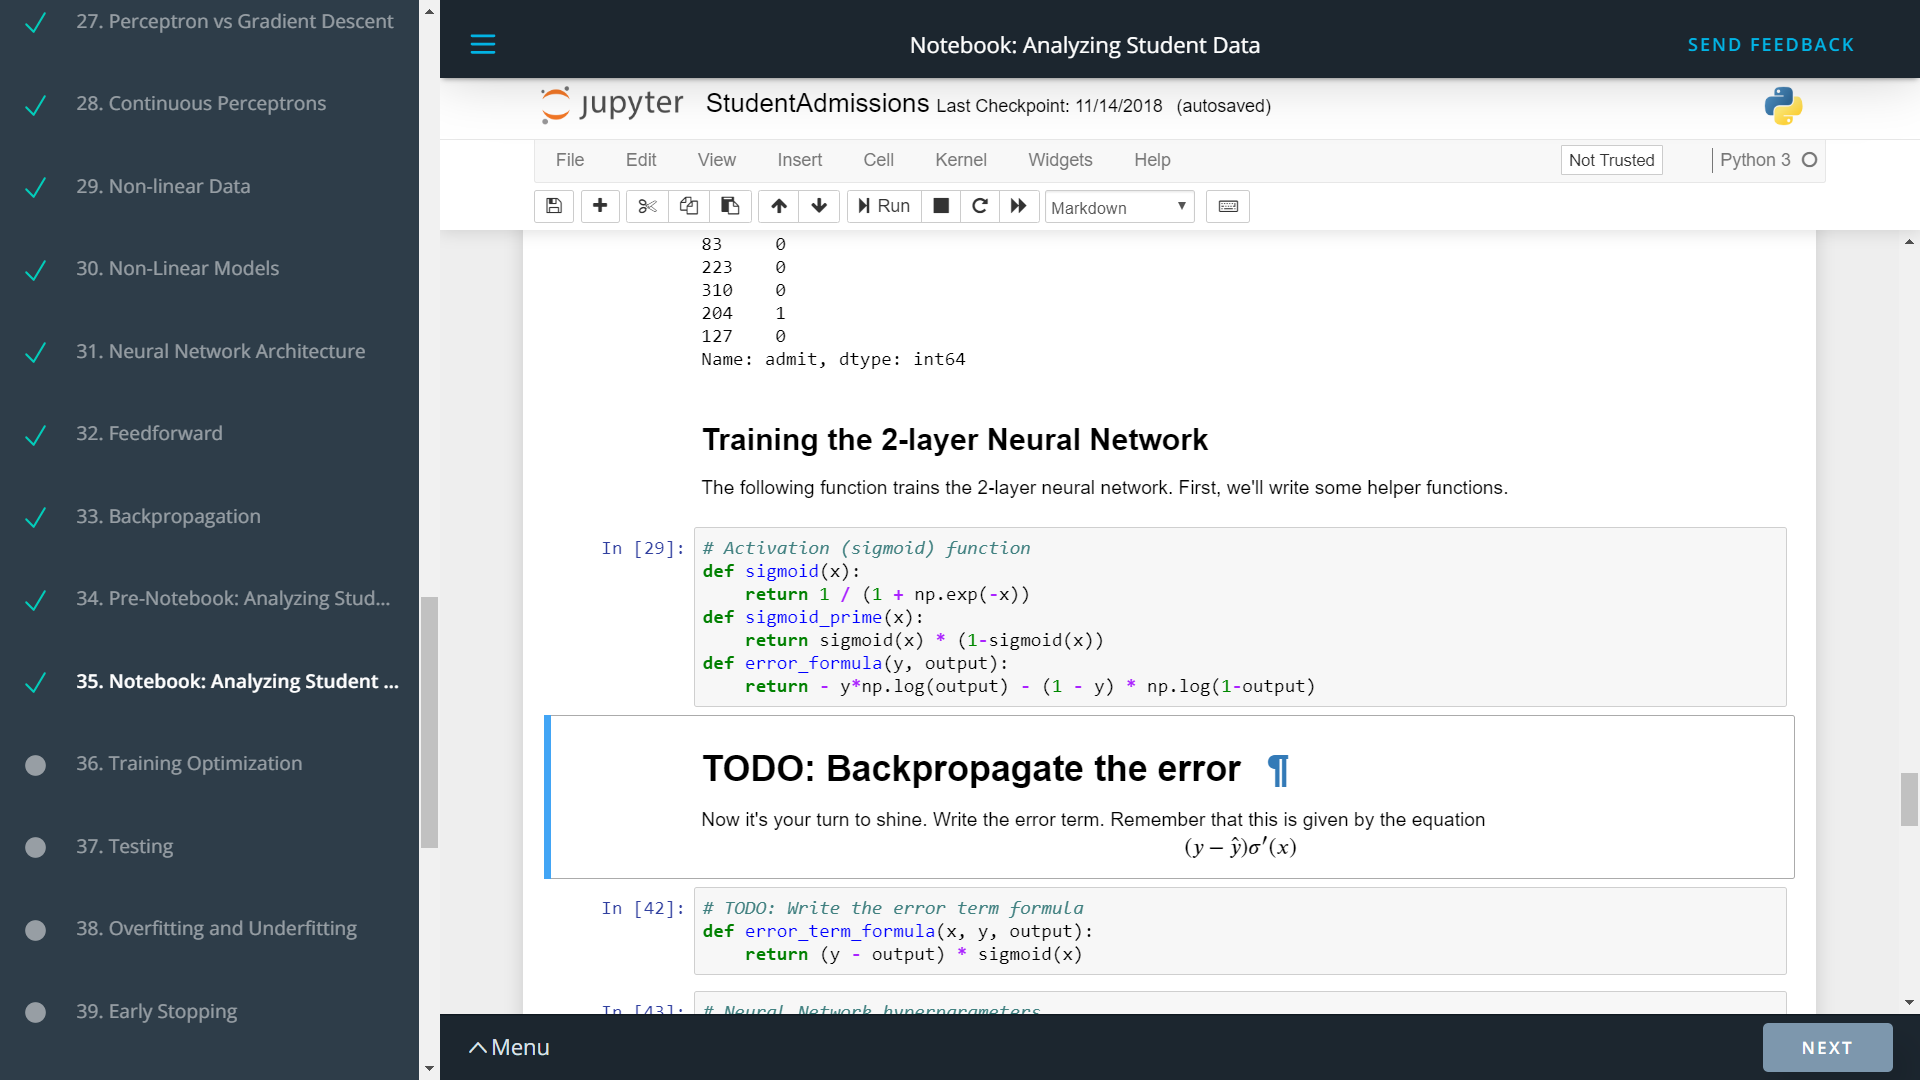 27. Perceptron vs Gradient Descent
28. Continuous Perceptrons
29. Non-linear Data
30. Non-Linear Models
31. Neural Network Architecture
32. Feedforward
33. Backpropagation
34. Pre-Notebook: Analyzing Stud...
35. Notebook: Analyzing Student ...
36. Training Optimization
37. Testing
38. Overfitting and Underfitting
39. Early Stopping
Notebook: Analyzing Student Data
SEND FEEDBACK
jupyter StudentAdmissions Last Checkpoint: 11/14/2018 (autosaved)
File Edit View Insert Cell Kernel Widgets Help Not Trusted Python 3
Run Markdown
83 0
223 0
310 0
204 1
127 0
Name: admit, dtype: int64
Training the 2-layer Neural Network
The following function trains the 2-layer neural network. First, we'll write some helper functions.
In [29]: # Activation (sigmoid) function
def sigmoid(x):
    return 1 / (1 + np.exp(-x))
def sigmoid_prime(x):
    return sigmoid(x) * (1-sigmoid(x))
def error_formula(y, output):
    return - y*np.log(output) - (1 - y) * np.log(1-output)
TODO: Backpropagate the error ¶
Now it's your turn to shine. Write the error term. Remember that this is given by the equation
(y − ŷ)σ′(x)
In [42]: # TODO: Write the error term formula
def error_term_formula(x, y, output):
    return (y - output) * sigmoid(x)
In [43]: # Neural Network hyperparameters
Menu
NEXT